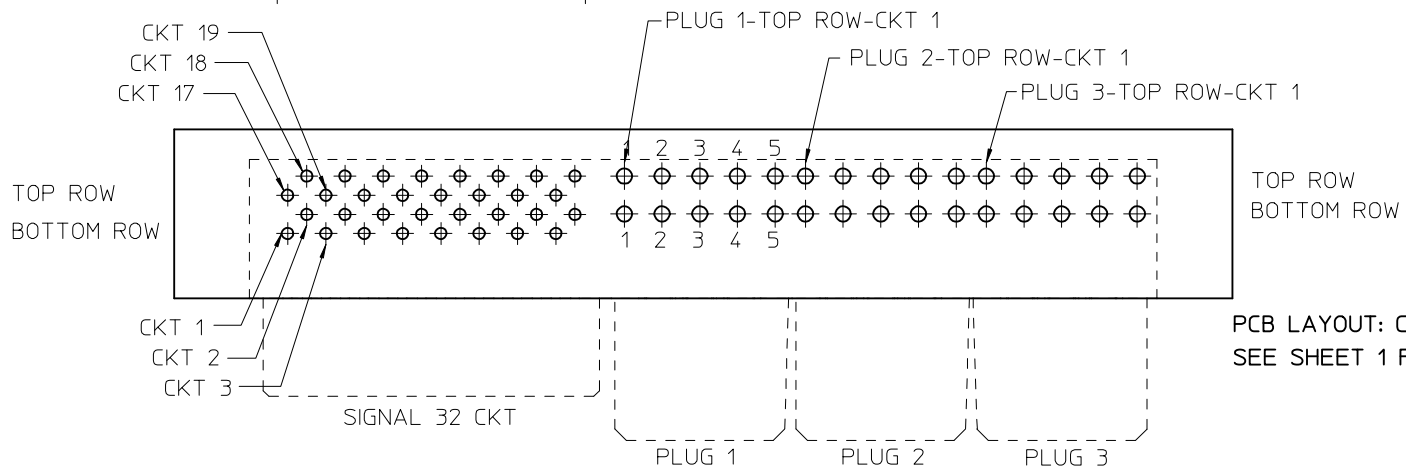 PLUG 1-TOP ROW-CKT 1
CKT 19
PLUG 2-TOP ROW-CKT 1
CKT 18
CKT 17
PLUG 3-TOP ROW-CKT 1
1 2 3 4 5
TOP ROW
BOTTOM ROW
TOP ROW
BOTTOM ROW
1 2 3 4 5
CKT 1
CKT 2
CKT 3
PCB LAYOUT: C
SEE SHEET 1 F
SIGNAL 32 CKT
PLUG 1
PLUG 2
PLUG 3